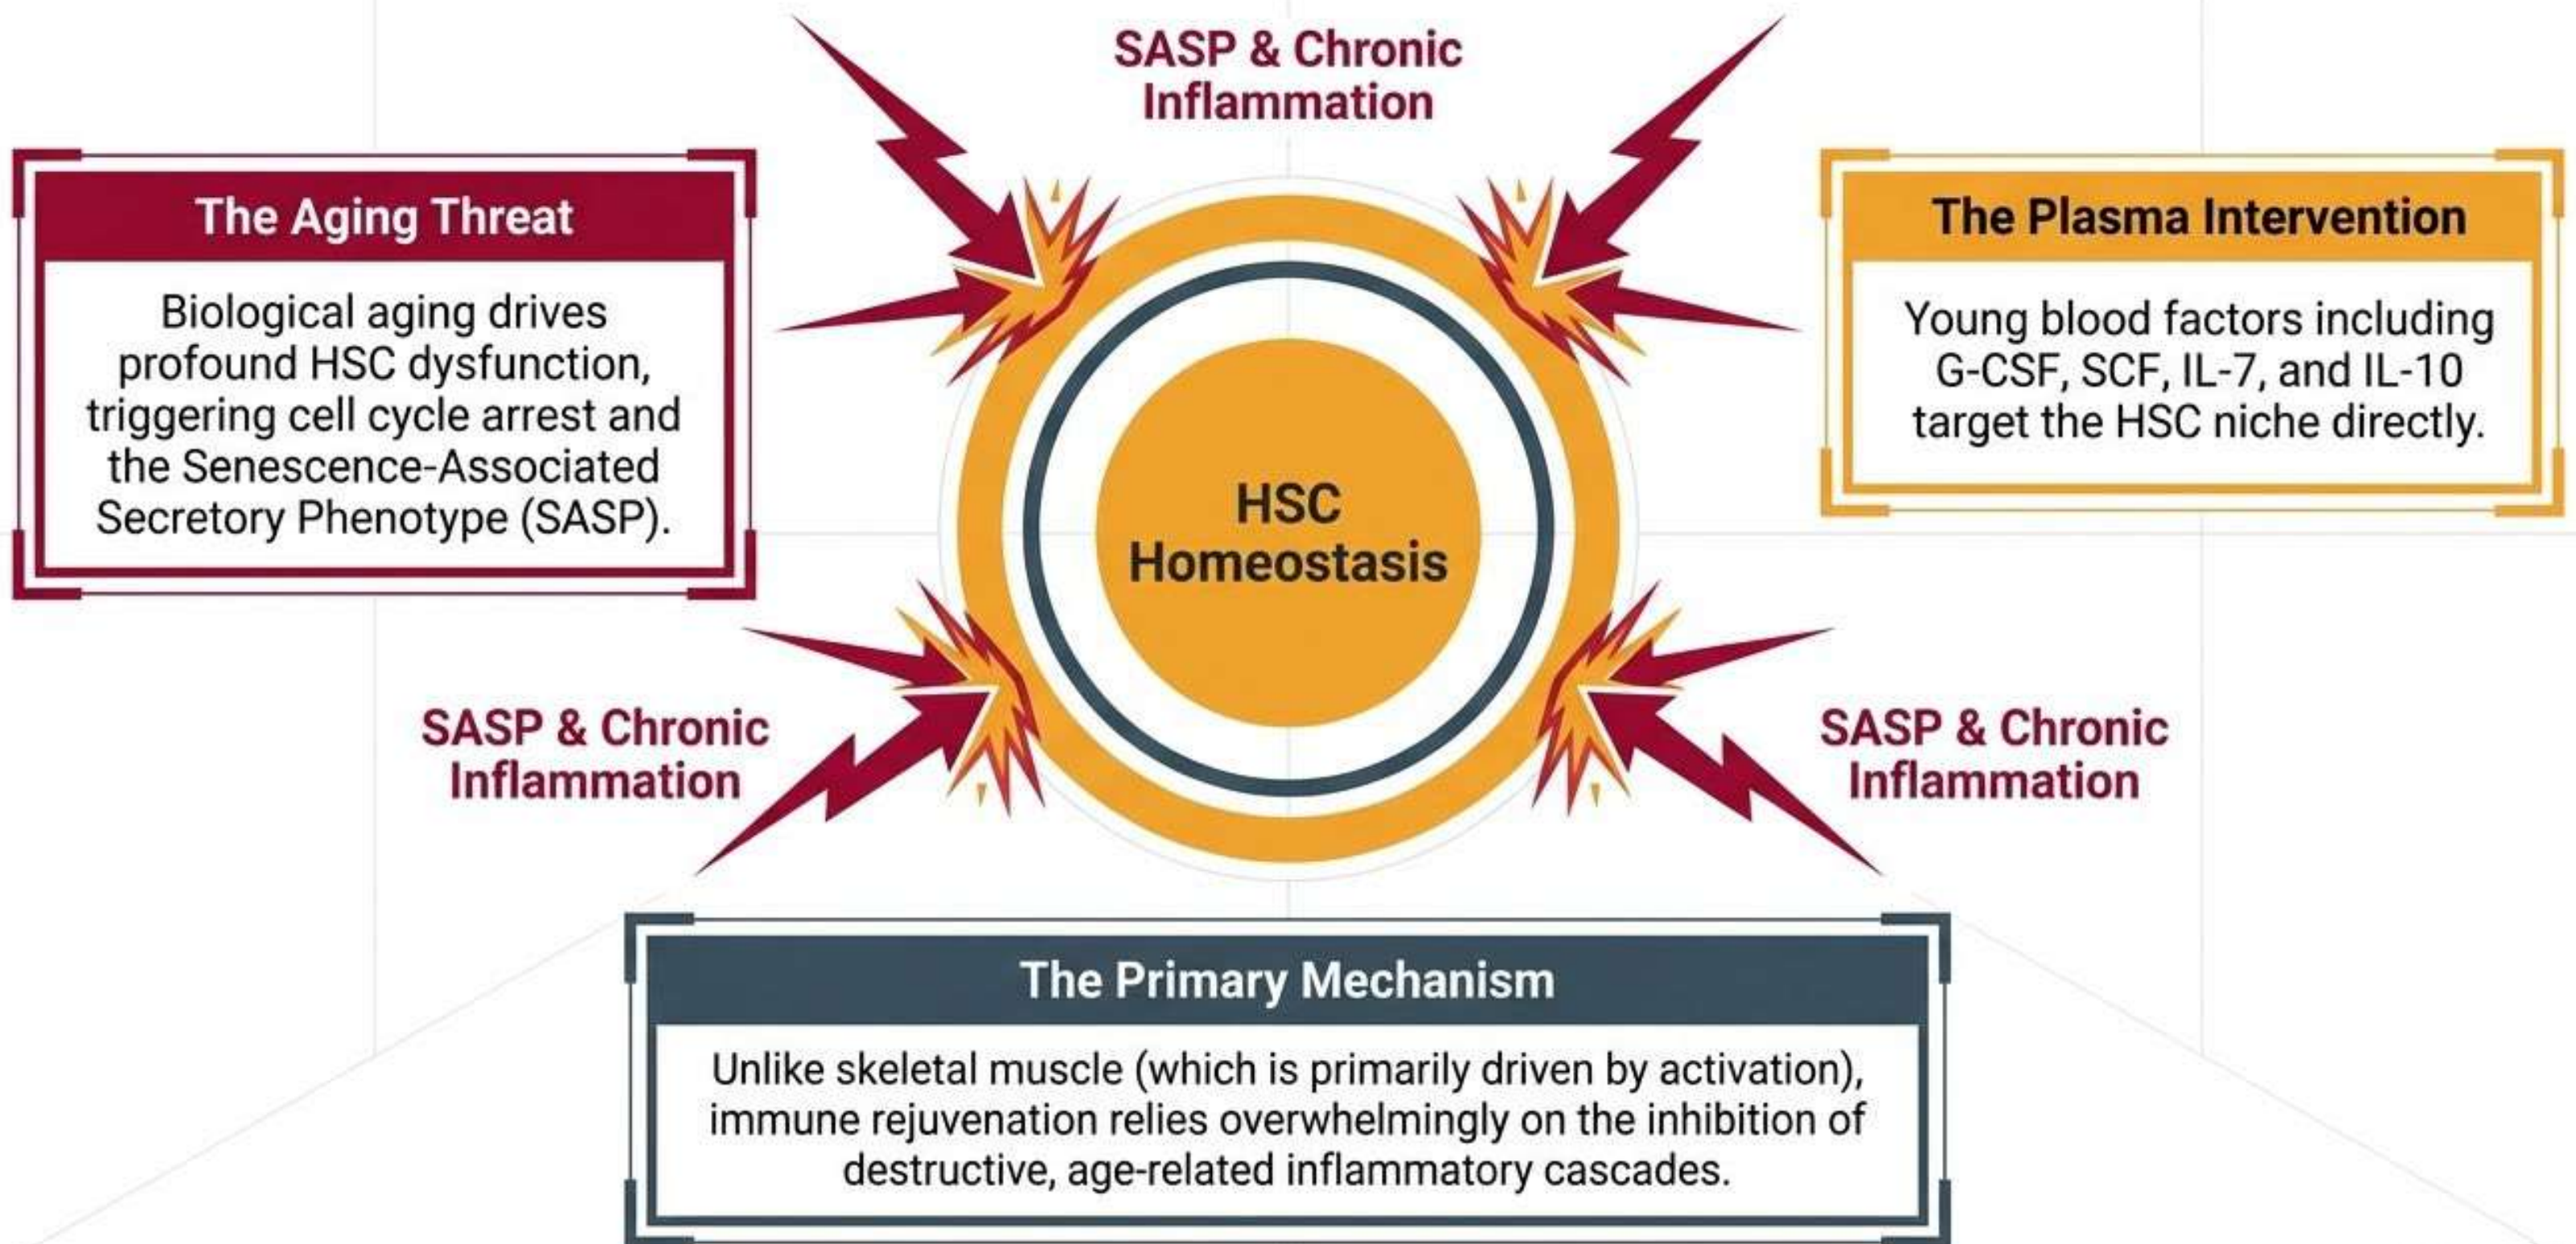 SASP & Chronic
Inflammation
The Aging Threat
Biological aging drives
profound HSC dysfunction,
triggering cell cycle arrest and
the Senescence-Associated
Secretory Phenotype (SASP).
The Plasma Intervention
Young blood factors including
G-CSF, SCF, IL-7, and IL-10
target the HSC niche directly.
HSC
Homeostasis
SASP & Chronic
Inflammation
SASP & Chronic
Inflammation
The Primary Mechanism
Unlike skeletal muscle (which is primarily driven by activation),
immune rejuvenation relies overwhelmingly on the inhibition of
destructive, age-related inflammatory cascades.